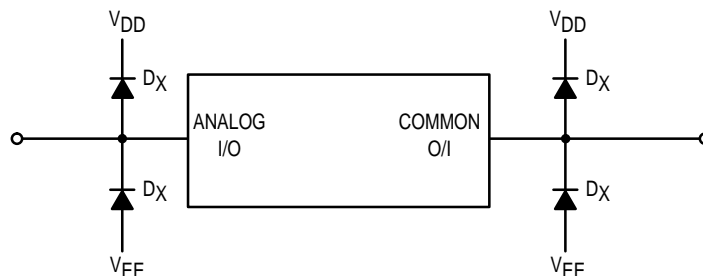 VDD
VDD
DX
DX
ANALOG
I/O
COMMON
O/I
DX
DX
VEE
VEE